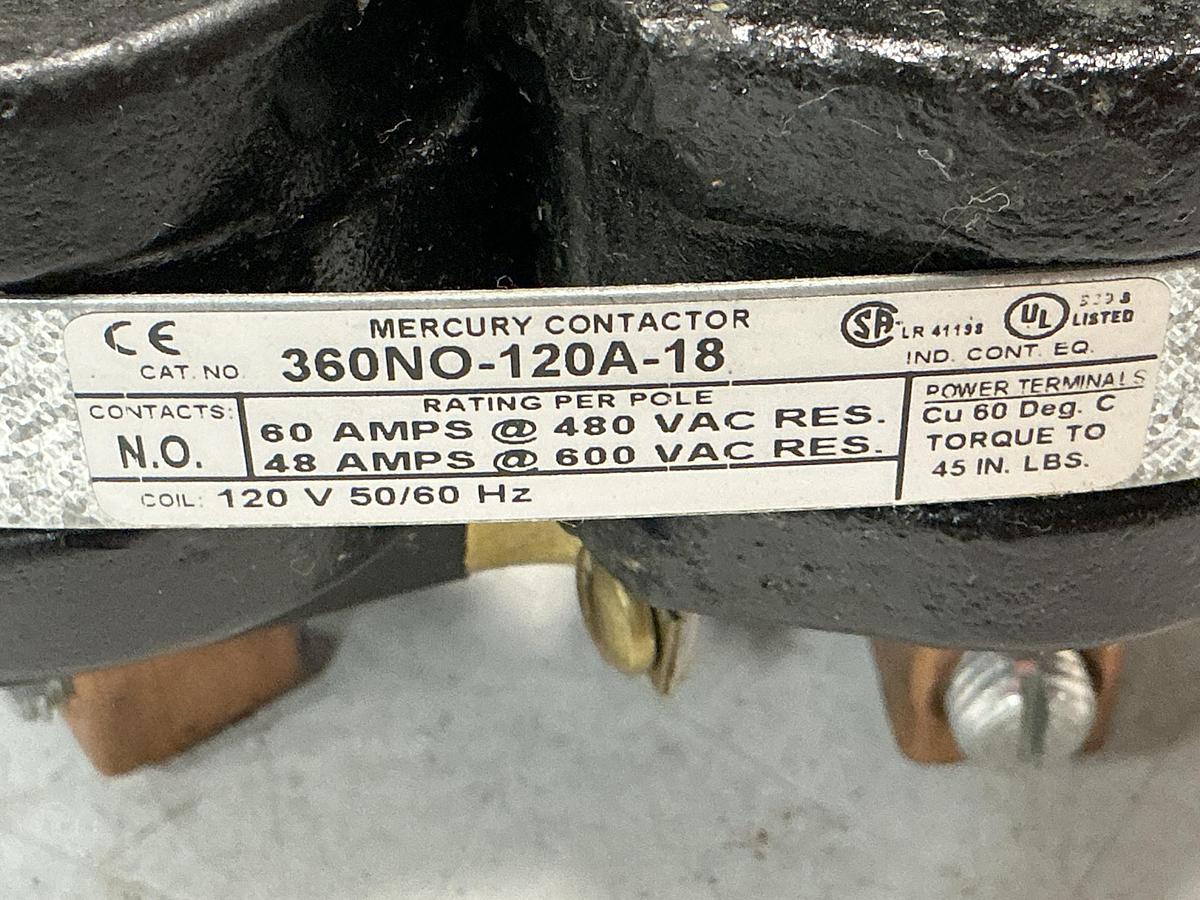 CE
MERCURY CONTACTOR
CAT. NO. 360NO-120A-18
SA LR 41198
UL LISTED
IND. CONT. EQ.
CONTACTS:
N.O.
RATING PER POLE
60 AMPS @ 480 VAC RES.
48 AMPS @ 600 VAC RES.
POWER TERMINALS
Cu 60 Deg. C
TORQUE TO
45 IN. LBS.
COIL: 120 V 50/60 Hz